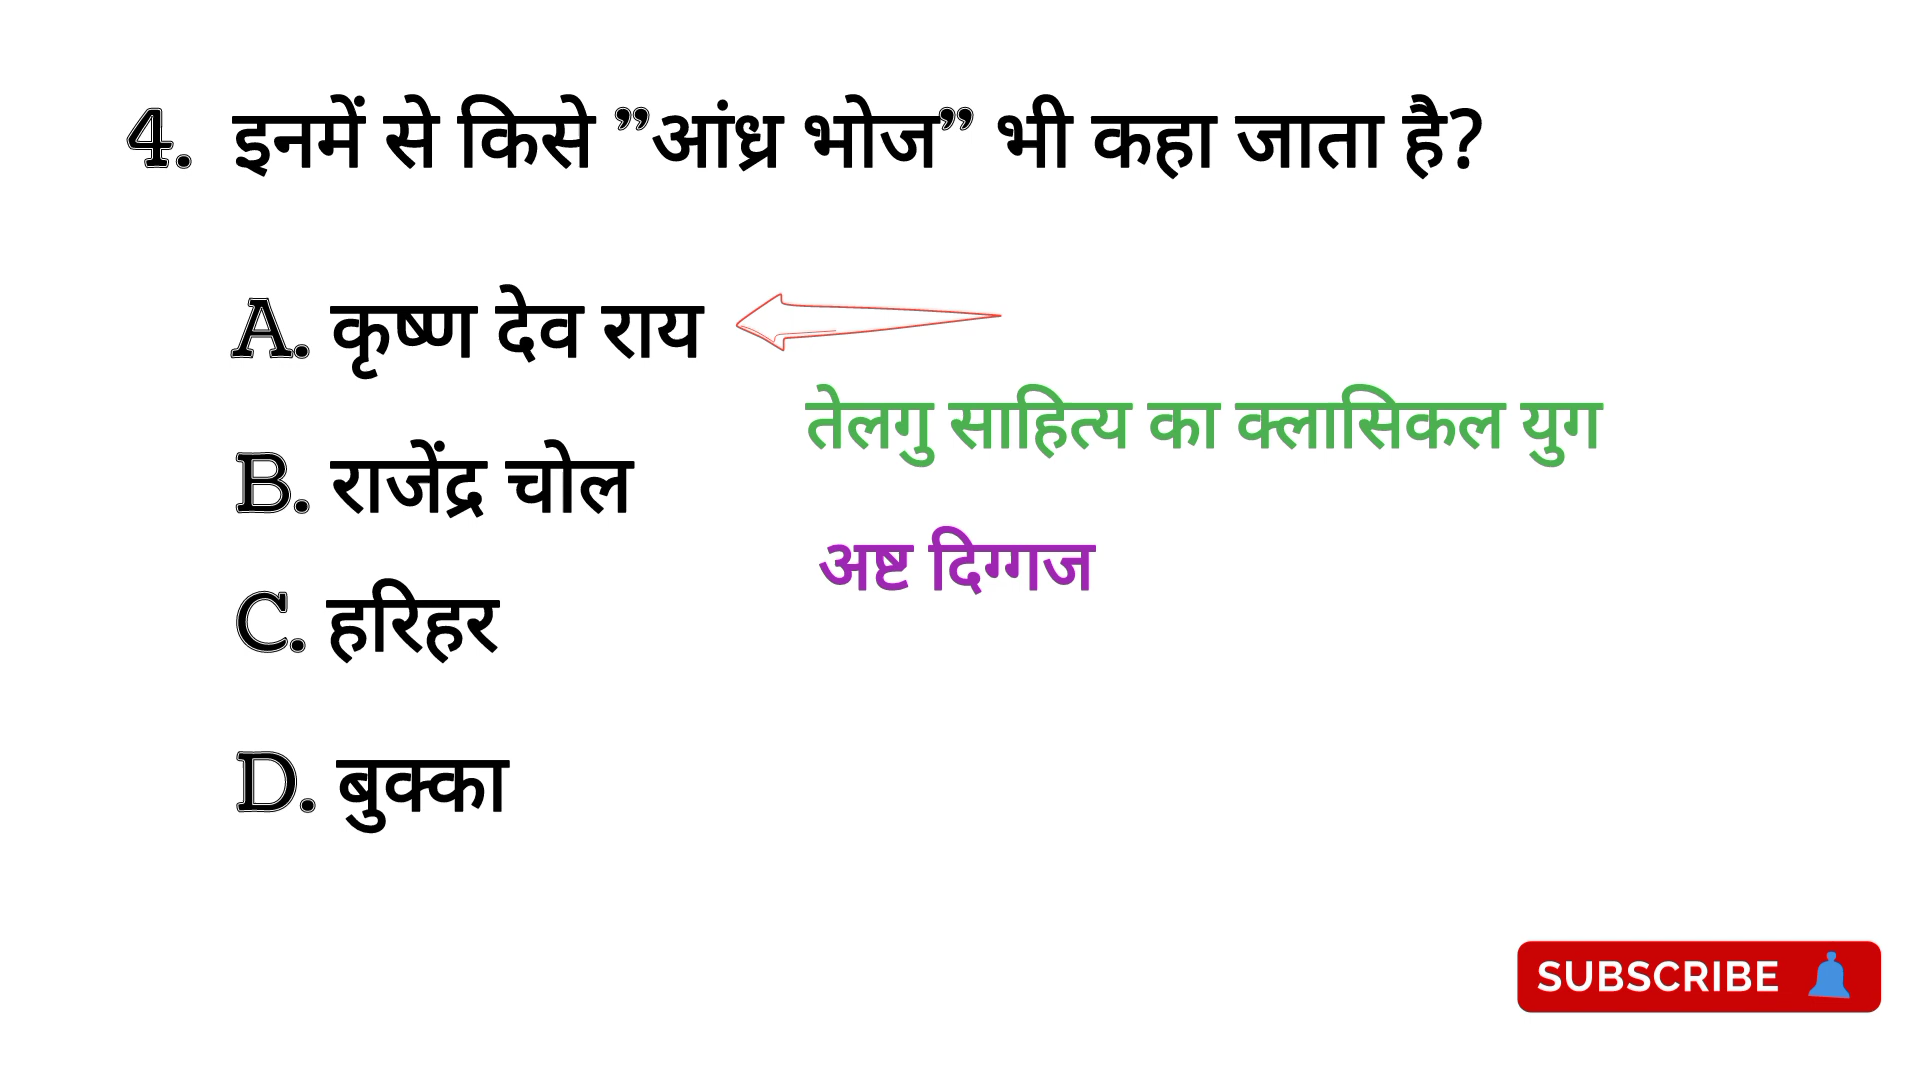 4. इनमें से किसे ”आंध्र भोज” भी कहा जाता है?
A. कृष्ण देव राय
तेलगु साहित्य का क्लासिकल युग
B. राजेंद्र चोल
अष्ट दिग्गज
C. हरिहर
D. बुक्का
SUBSCRIBE